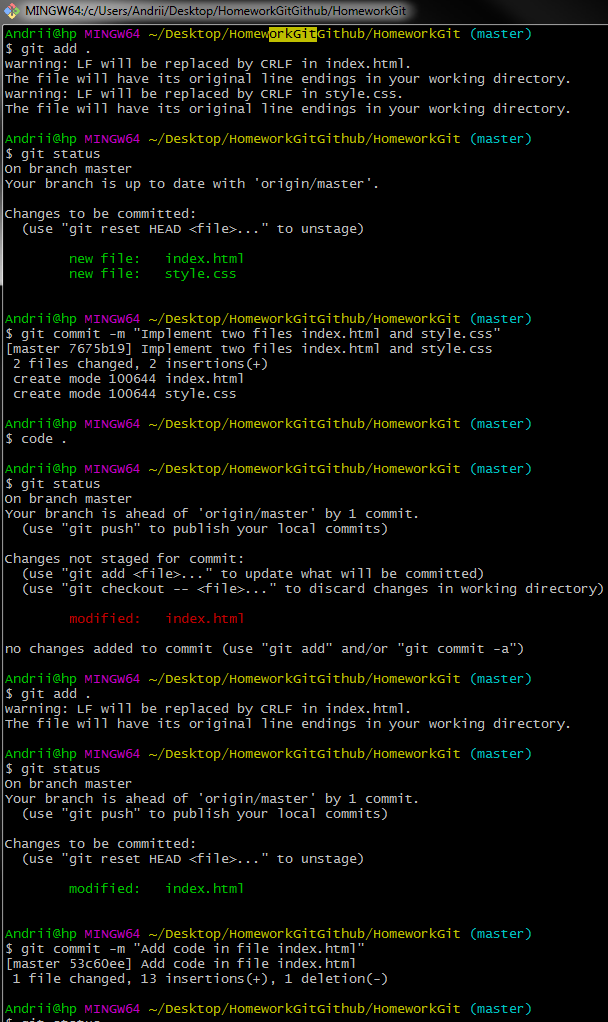 MINGW64:/c/Users/Andrii/Desktop/HomeworkGitGithub/HomeworkGit
Andrii@hp MINGW64 ~/Desktop/HomeworkGitGithub/HomeworkGit (master)
$ git add .
warning: LF will be replaced by CRLF in index.html.
The file will have its original line endings in your working directory.
warning: LF will be replaced by CRLF in style.css.
The file will have its original line endings in your working directory.
Andrii@hp MINGW64 ~/Desktop/HomeworkGitGithub/HomeworkGit (master)
$ git status
On branch master
Your branch is up to date with 'origin/master'.
Changes to be committed:
(use "git reset HEAD <file>..." to unstage)
new file: index.html
new file: style.css
Andrii@hp MINGW64 ~/Desktop/HomeworkGitGithub/HomeworkGit (master)
$ git commit -m "Implement two files index.html and style.css"
[master 7675b19] Implement two files index.html and style.css
2 files changed, 2 insertions(+)
create mode 100644 index.html
create mode 100644 style.css
Andrii@hp MINGW64 ~/Desktop/HomeworkGitGithub/HomeworkGit (master)
$ code .
Andrii@hp MINGW64 ~/Desktop/HomeworkGitGithub/HomeworkGit (master)
$ git status
On branch master
Your branch is ahead of 'origin/master' by 1 commit.
(use "git push" to publish your local commits)
Changes not staged for commit:
(use "git add <file>..." to update what will be committed)
(use "git checkout -- <file>..." to discard changes in working directory)
modified: index.html
no changes added to commit (use "git add" and/or "git commit -a")
Andrii@hp MINGW64 ~/Desktop/HomeworkGitGithub/HomeworkGit (master)
$ git add .
warning: LF will be replaced by CRLF in index.html.
The file will have its original line endings in your working directory.
Andrii@hp MINGW64 ~/Desktop/HomeworkGitGithub/HomeworkGit (master)
$ git status
On branch master
Your branch is ahead of 'origin/master' by 1 commit.
(use "git push" to publish your local commits)
Changes to be committed:
(use "git reset HEAD <file>..." to unstage)
modified: index.html
Andrii@hp MINGW64 ~/Desktop/HomeworkGitGithub/HomeworkGit (master)
$ git commit -m "Add code in file index.html"
[master 53c60ee] Add code in file index.html
1 file changed, 13 insertions(+), 1 deletion(-)
Andrii@hp MINGW64 ~/Desktop/HomeworkGitGithub/HomeworkGit (master)
$ git status